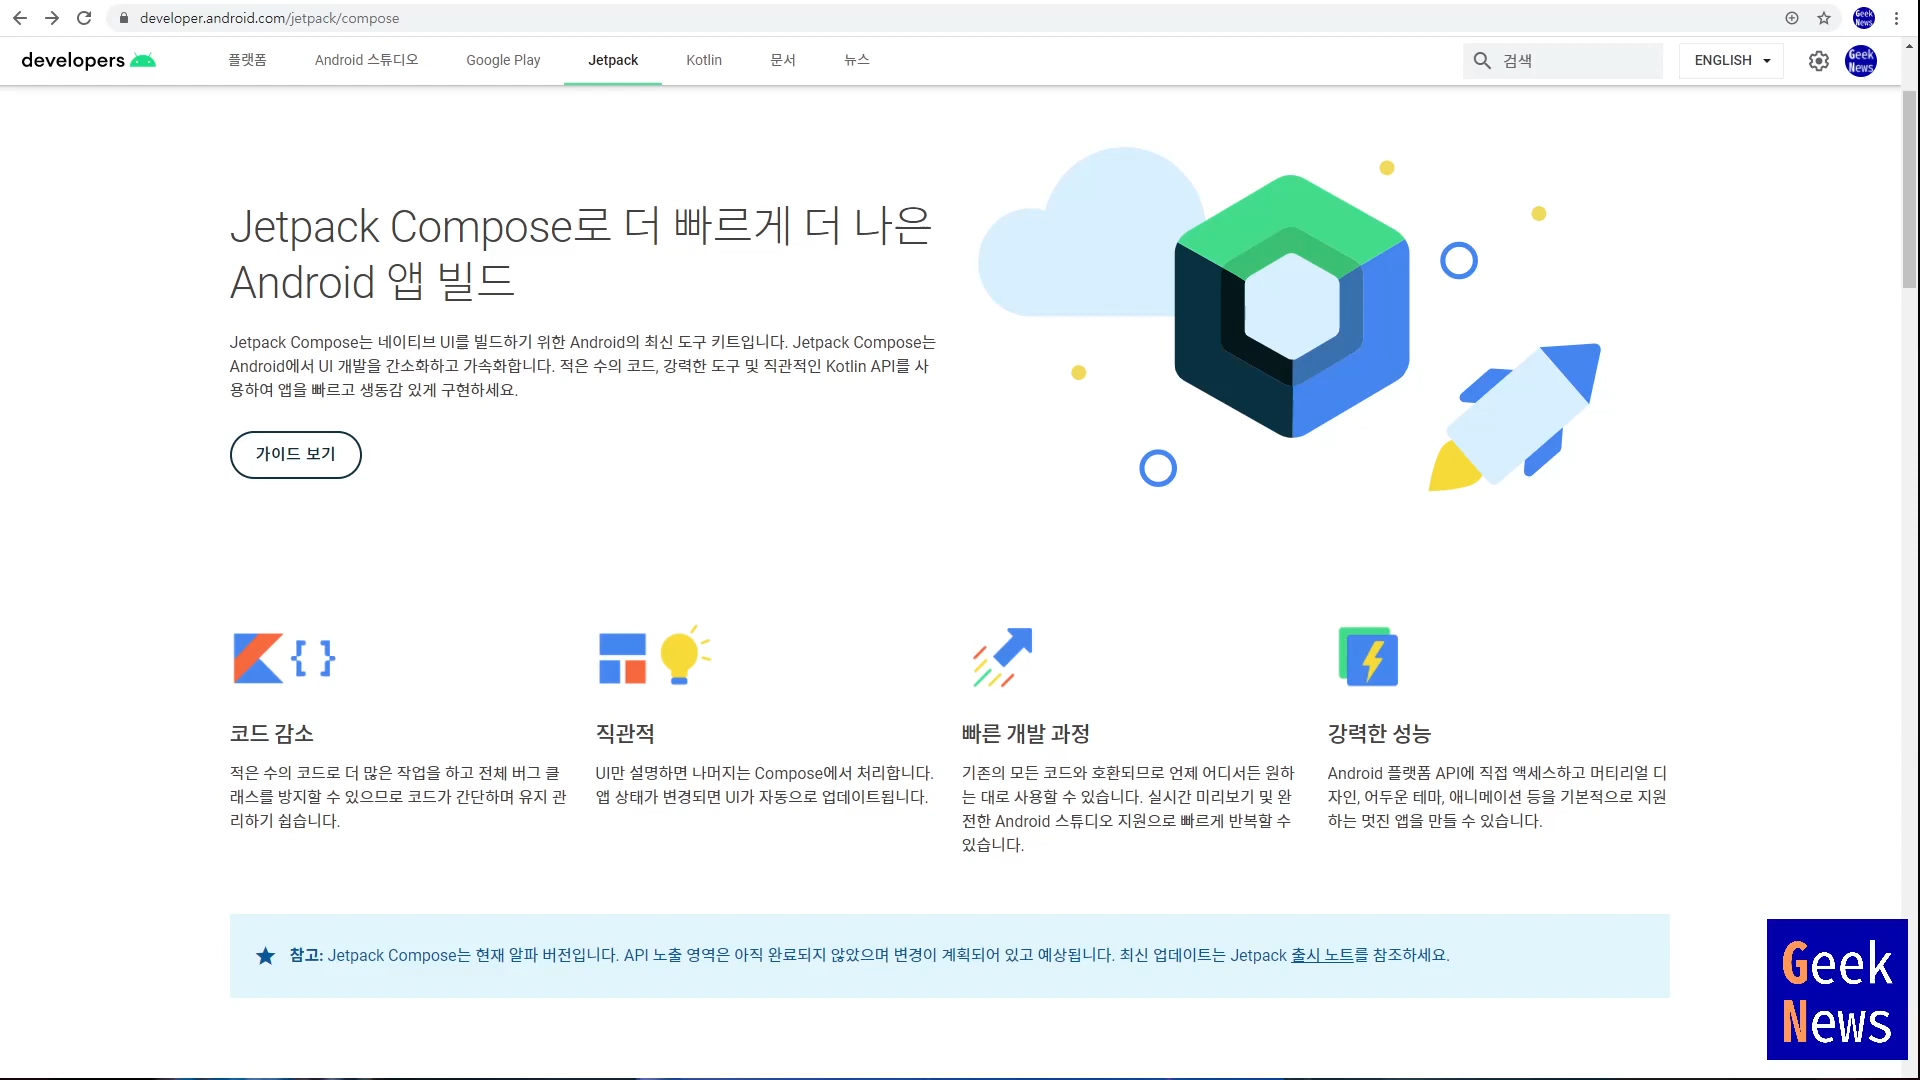 developer.android.com/jetpack/compose
Geek
News
developers
플랫폼
Android 스튜디오
Google Play
Jetpack
Kotlin
문서
뉴스
검색
ENGLISH
Geek
News
Jetpack Compose로 더 빠르게 더 나은
Android 앱 빌드
Jetpack Compose는 네이티브 UI를 빌드하기 위한 Android의 최신 도구 키트입니다. Jetpack Compose는
Android에서 UI 개발을 간소화하고 가속화합니다. 적은 수의 코드, 강력한 도구 및 직관적인 Kotlin API를 사
용하여 앱을 빠르고 생동감 있게 구현하세요.
가이드 보기
코드 감소
적은 수의 코드로 더 많은 작업을 하고 전체 버그 클
래스를 방지할 수 있으므로 코드가 간단하며 유지 관
리하기 쉽습니다.
직관적
UI만 설명하면 나머지는 Compose에서 처리합니다.
앱 상태가 변경되면 UI가 자동으로 업데이트됩니다.
빠른 개발 과정
기존의 모든 코드와 호환되므로 언제 어디서든 원하
는 대로 사용할 수 있습니다. 실시간 미리보기 및 완
전한 Android 스튜디오 지원으로 빠르게 반복할 수
있습니다.
강력한 성능
Android 플랫폼 API에 직접 액세스하고 머티리얼 디
자인, 어두운 테마, 애니메이션 등을 기본적으로 지원
하는 멋진 앱을 만들 수 있습니다.
참고: Jetpack Compose는 현재 알파 버전입니다. API 노출 영역은 아직 완료되지 않았으며 변경이 계획되어 있고 예상됩니다. 최신 업데이트는 Jetpack 출시 노트를 참조하세요.
Geek
News